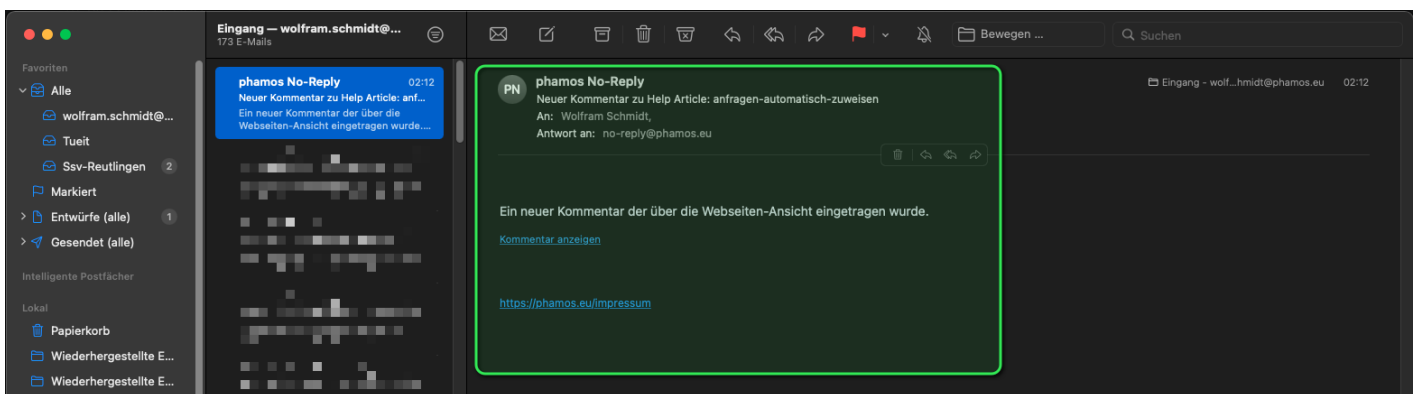 Favoriten
Alle
wolfram.schmidt@...
Tueit
Ssv-Reutlingen 2
Markiert
Entwürfe (alle) 1
Gesendet (alle)
Intelligente Postfächer
Lokal
Papierkorb
Wiederhergestellte E...
Wiederhergestellte E...
Eingang — wolfram.schmidt@...
173 E-Mails
phamos No-Reply 02:12
Neuer Kommentar zu Help Article: anf...
Ein neuer Kommentar der über die
Webseiten-Ansicht eingetragen wurde....
Bewegen ...
Suchen
PN
phamos No-Reply
Neuer Kommentar zu Help Article: anfragen-automatisch-zuweisen
An: Wolfram Schmidt,
Antwort an: no-reply@phamos.eu
Eingang - wolf...hmidt@phamos.eu 02:12
Ein neuer Kommentar der über die Webseiten-Ansicht eingetragen wurde.
Kommentar anzeigen
https://phamos.eu/impressum